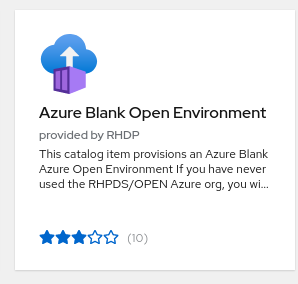 Azure Blank Open Environment
provided by RHDP
This catalog item provisions an Azure Blank
Azure Open Environment If you have never
used the RHPDS/OPEN Azure org, you wi...
(10)